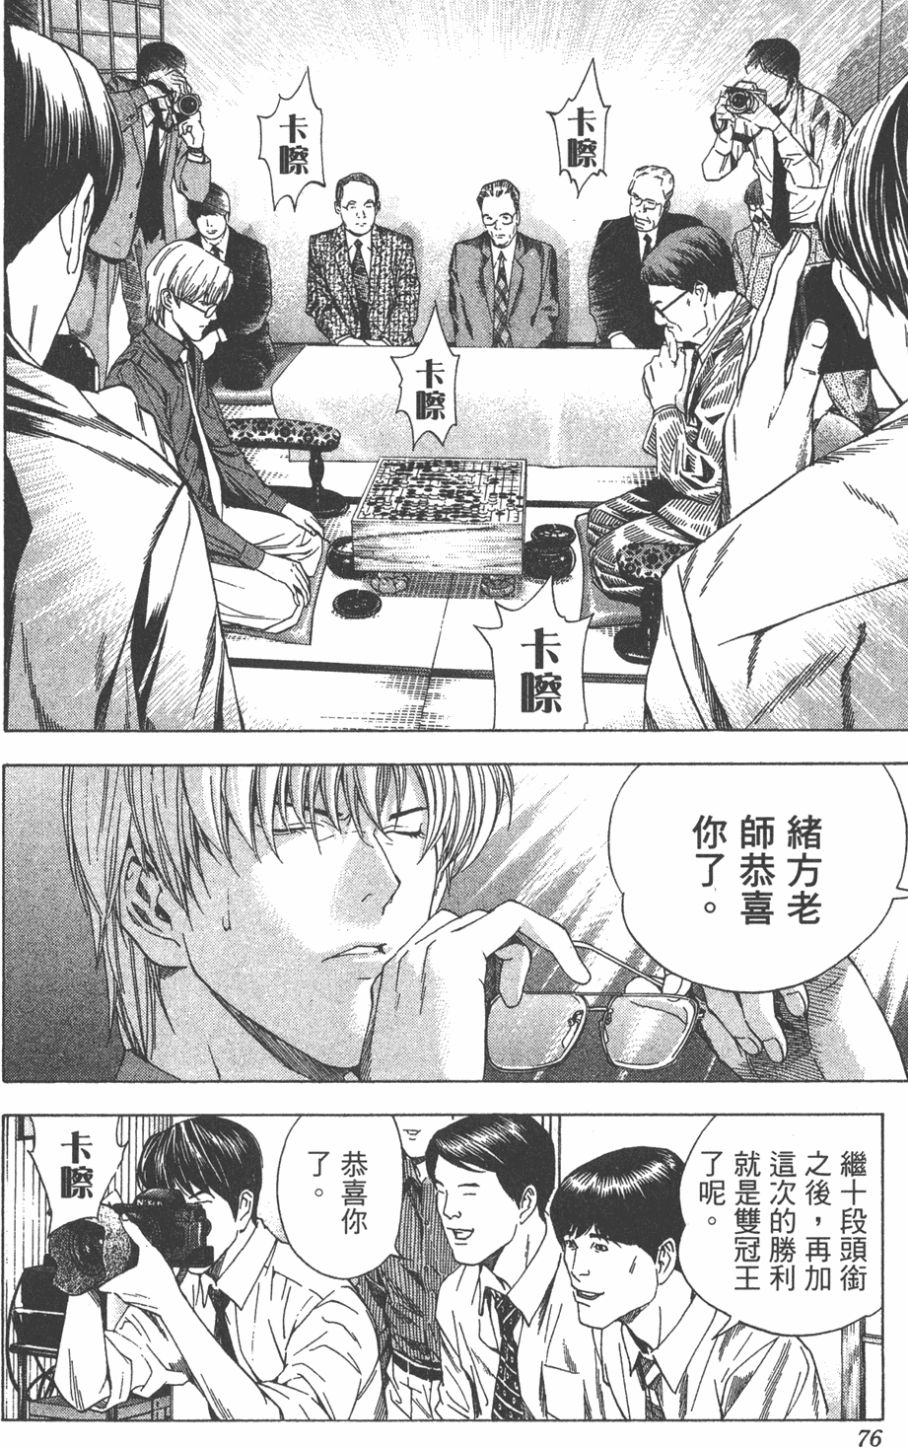 卡嚓
卡嚓
卡嚓
卡嚓
緒方老
師恭喜
你了。
繼十段頭銜
之後，再加
這次的勝利
就是雙冠王
了呢。
恭喜你
了。
卡嚓
76